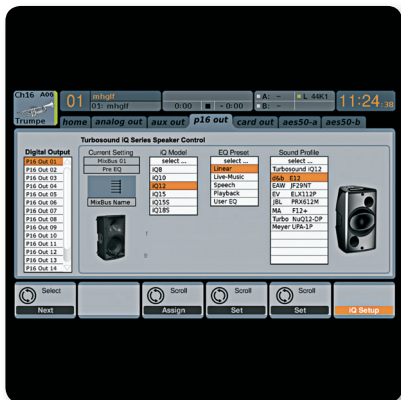 Ch16 A06
01 mhglf
01: mhglf
0:00 - 0:00
A: -
B: -
L 44K1
11:24:38
Trumpe
home analog out aux out p16 out card out aes50-a aes50-b
Turbosound iQ Series Speaker Control
Digital Output
P16 Out 01
P16 Out 02
P16 Out 03
P16 Out 04
P16 Out 05
P16 Out 06
P16 Out 07
P16 Out 08
P16 Out 09
P16 Out 10
P16 Out 11
P16 Out 12
P16 Out 13
P16 Out 14
Current Setting
MixBus 01
Pre EQ
MixBus Name
iQ Model
select ...
iQ8
iQ10
iQ12
iQ15
iQ15S
iQ18S
EQ Preset
select ...
Linear
Live-Music
Speech
Playback
User EQ
Sound Profile
select ...
Turbosound iQ12
d&b E12
EAW JF29NT
EV ELX112P
JBL PRX612M
MA F12+
Turbo NuQ12-DP
Meyer UPA-1P
Select
Next
Scroll
Assign
Scroll
Set
Scroll
Set
iQ Setup